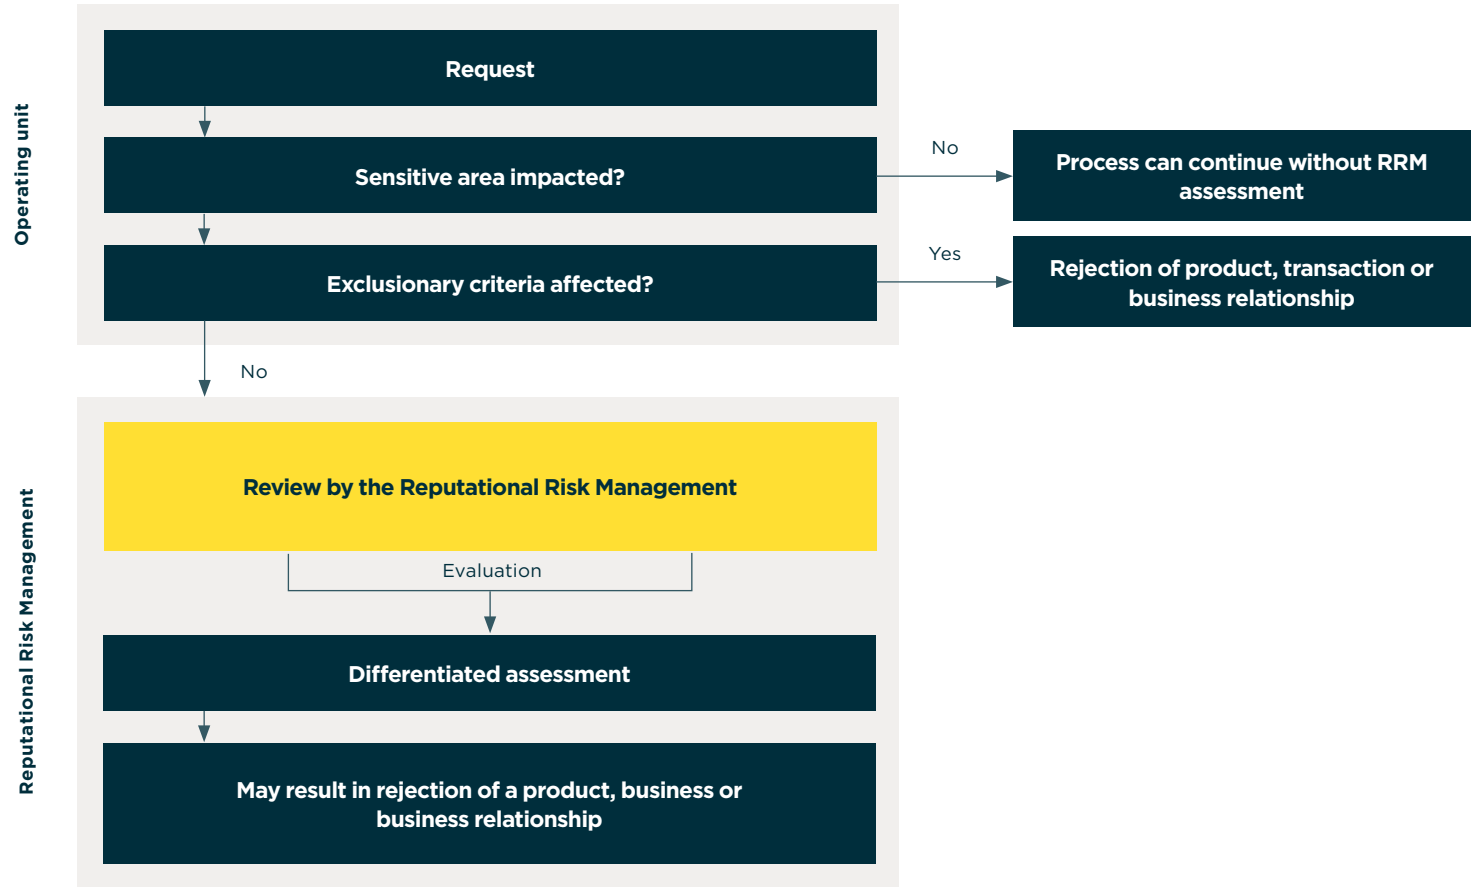 Operating unit
Request
Sensitive area impacted?
No
Process can continue without RRM
assessment
Exclusionary criteria affected?
Yes
Rejection of product, transaction or
business relationship
No
Reputational Risk Management
Review by the Reputational Risk Management
Evaluation
Differentiated assessment
May result in rejection of a product, business or
business relationship